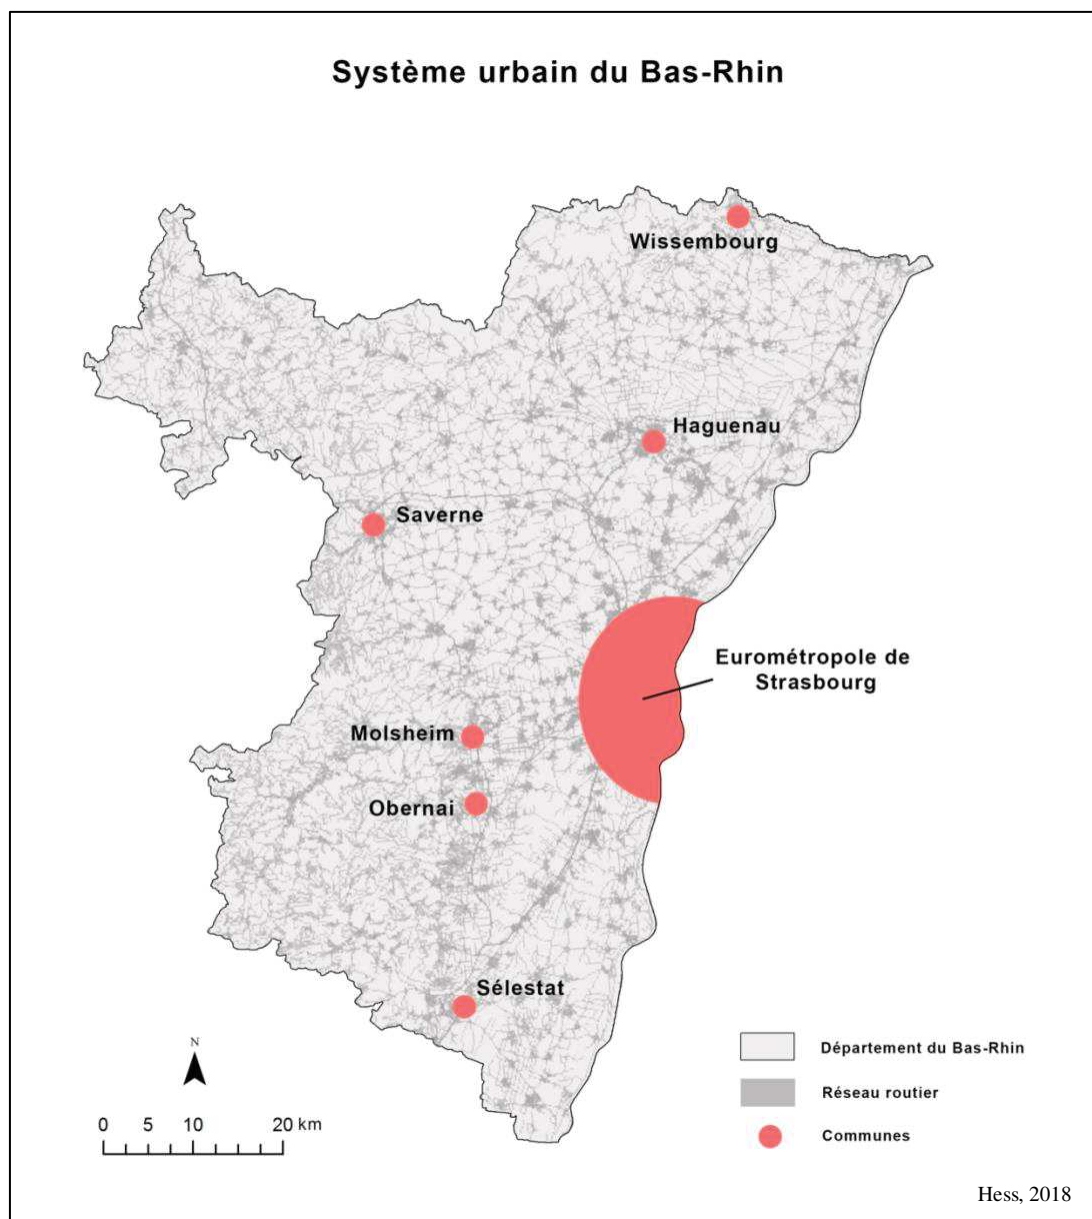 Système urbain du Bas-Rhin
Wissembourg
Haguenau
Saverne
Eurométropole de
Strasbourg
Molsheim
Obernai
Sélestat
N
0 5 10 20 km
Département du Bas-Rhin
Réseau routier
Communes
Hess, 2018